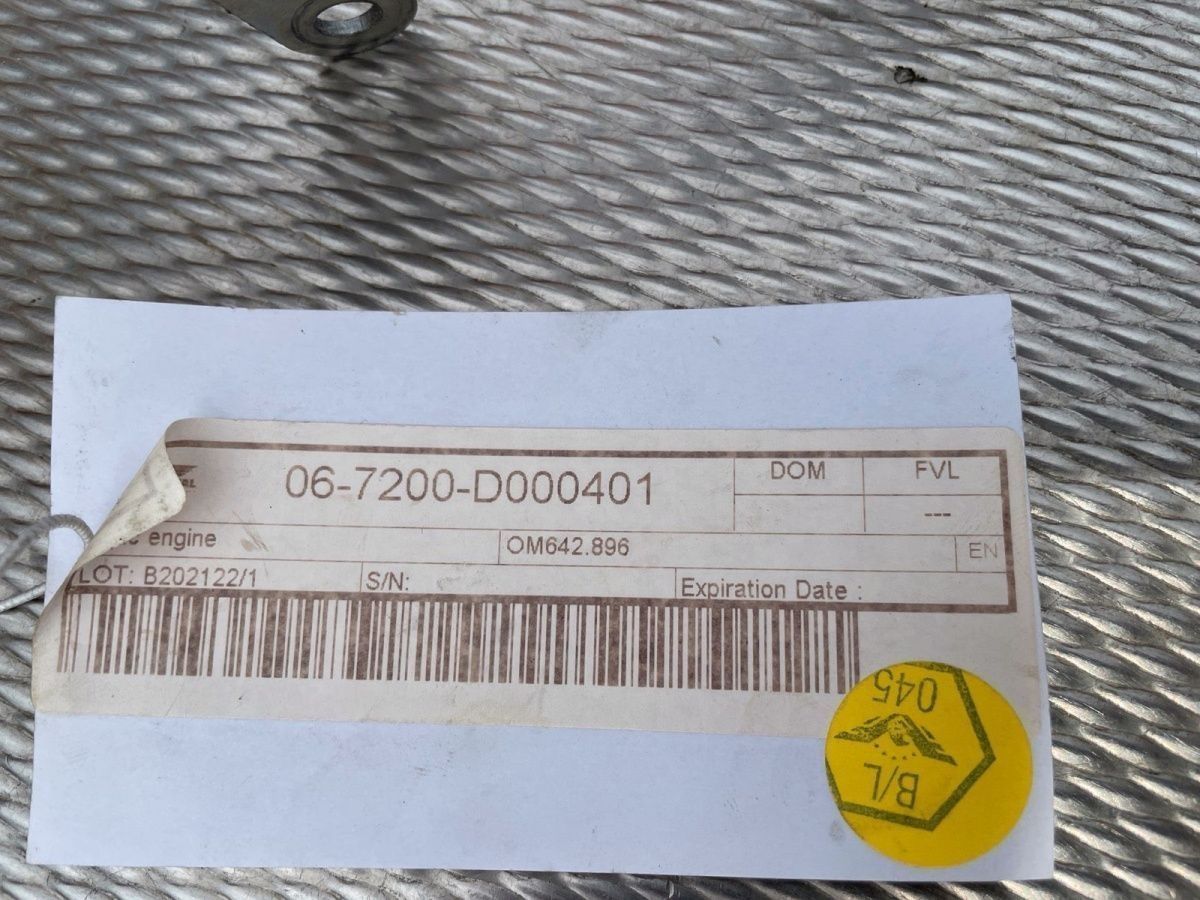 06-7200-D000401
DOM
FVL
---
engine
OM642.896
EN
LOT: B202122/1
S/N:
Expiration Date :
045
B/L